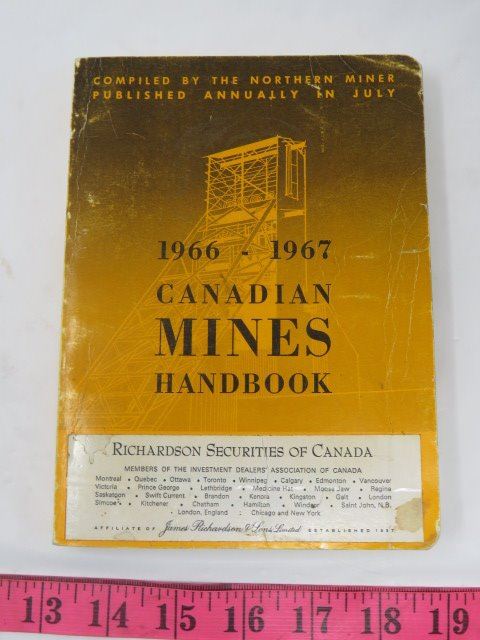 COMPILED BY THE NORTHERN MINER
PUBLISHED ANNUALLY IN JULY
1966 - 1967
CANADIAN
MINES
HANDBOOK
RICHARDSON SECURITIES OF CANADA
MEMBERS OF THE INVESTMENT DEALERS' ASSOCIATION OF CANADA
Montreal • Quebec • Ottawa • Toronto • Winnipeg • Calgary • Edmonton • Vancouver
Victoria • Prince George • Lethbridge • Medicine Hat • Moose Jaw • Regina
Saskatoon • Swift Current • Brandon • Kenora • Kingston • Galt • London
Simcoe • Kitchener • Chatham • Hamilton • Windsor • Saint John, N.B.
London, England : Chicago and New York
AFFILIATE OF James Richardson & Sons Limited ESTABLISHED 1857
13 14 15 16 17 18 19